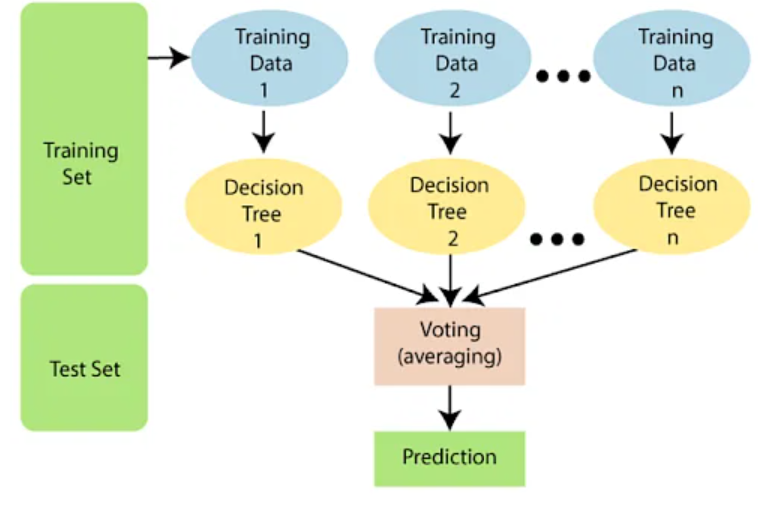 Training
Data
1
Training
Data
2
Training
Data
n
Training
Set
Decision
Tree
1
Decision
Tree
2
Decision
Tree
n
Voting
(averaging)
Test Set
Prediction